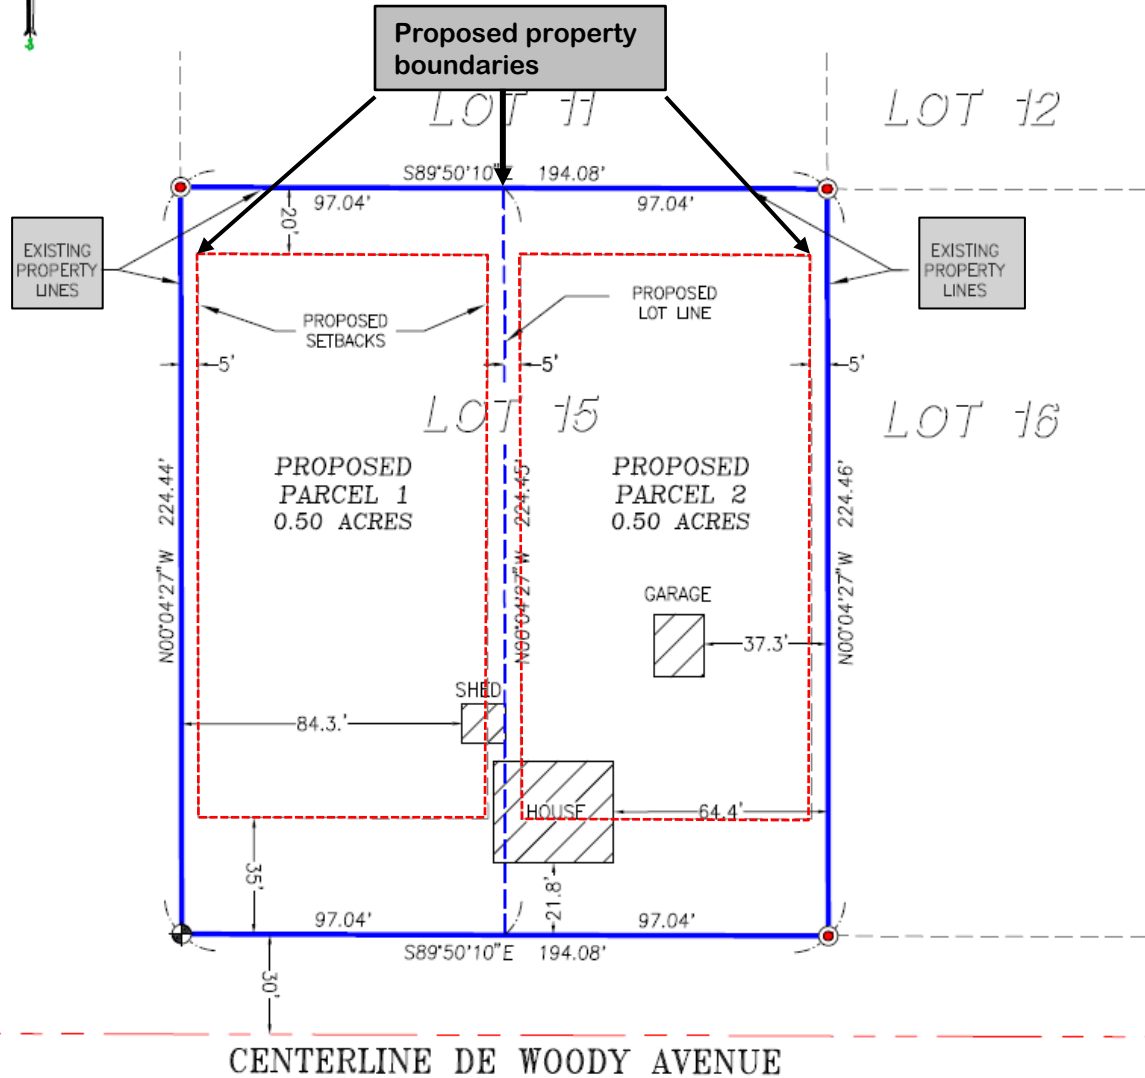 Proposed property
boundaries
LOT 11
LOT 12
S89°50'10"E 194.08'
97.04'
97.04'
20'
EXISTING
PROPERTY
LINES
EXISTING
PROPERTY
LINES
PROPOSED
SETBACKS
PROPOSED
LOT LINE
5'
5'
5'
LOT 15
LOT 16
PROPOSED
PARCEL 1
0.50 ACRES
PROPOSED
PARCEL 2
0.50 ACRES
N00°04'27"W 224.44'
N00°04'27"W 224.45'
N00°04'27"W 224.46'
GARAGE
37.3'
SHED
84.3.'
HOUSE
64.4'
35'
21.8'
97.04'
97.04'
S89°50'10"E 194.08'
30'
CENTERLINE DE WOODY AVENUE